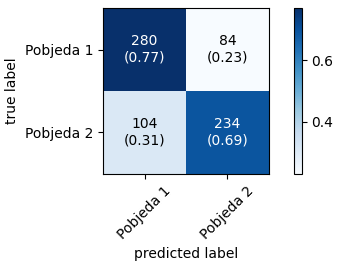 280
(0.77)
84
(0.23)
104
(0.31)
234
(0.69)
Pobjeda 1
Pobjeda 2
true label
Pobjeda 1
Pobjeda 2
predicted label
0.6
0.4